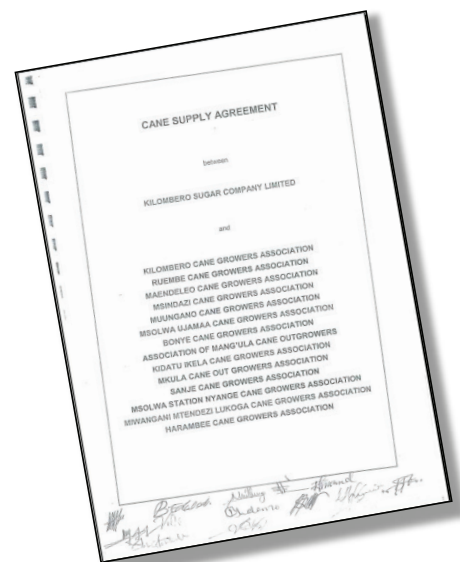 CANE SUPPLY AGREEMENT
between
KILOMBERO SUGAR COMPANY LIMITED
and
KILOMBERO CANE GROWERS ASSOCIATION
RUEMBE CANE GROWERS ASSOCIATION
MAENDELEO CANE GROWERS ASSOCIATION
MSINDAZI CANE GROWERS ASSOCIATION
MUUNGANO CANE GROWERS ASSOCIATION
MSOLWA UJAMAA CANE GROWERS ASSOCIATION
BONYE CANE GROWERS ASSOCIATION
ASSOCIATION OF MANG'ULA CANE OUTGROWERS
KIDATU IKELA CANE GROWERS ASSOCIATION
MKULA CANE OUT GROWERS ASSOCIATION
SANJE CANE GROWERS ASSOCIATION
MSOLWA STATION NYANGE CANE GROWERS ASSOCIATION
MIWANGANI MTENDEZI LUKOGA CANE GROWERS ASSOCIATION
HARAMBEE CANE GROWERS ASSOCIATION